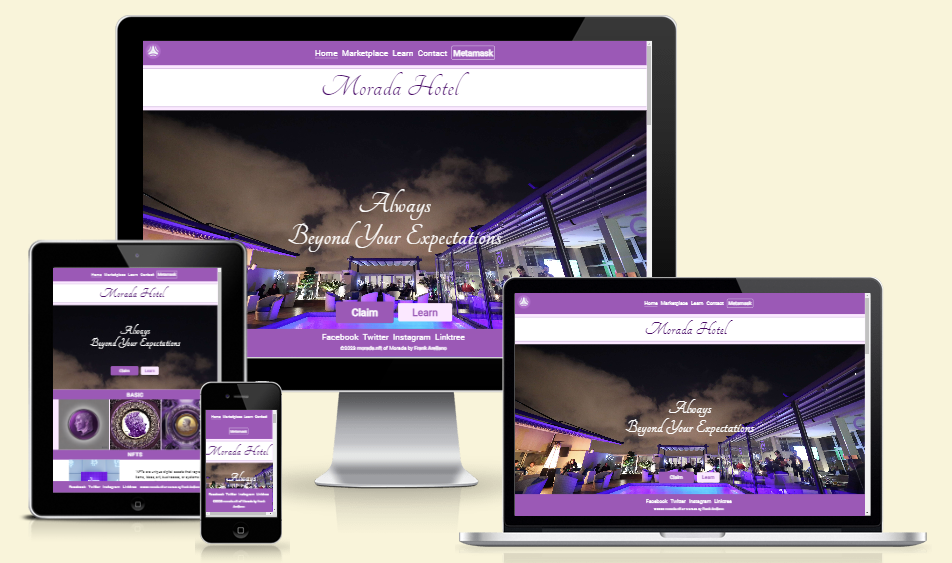 Home Marketplace Learn Contact Metamask
Morada Hotel
Always
Beyond Your Expectations
Claim Learn
Facebook Twitter Instagram Linktree
©2023 morada.nft of Morada by Frank Arellano
Home Marketplace Learn Contact Metamask
Morada Hotel
Always
Beyond Your Expectations
Claim Learn
BASIC
NFTS
NFTs are unique digital assets that
Facebook Twitter Instagram Linktree
Home Marketplace Learn Contact
Metamask
Morada Hotel
Always
Facebook Twitter Instagram Linktree
Home Marketplace Learn Contact Metamask
Morada Hotel
Always
Beyond Your Expectations
Claim Learn
Facebook Twitter Instagram Linktree